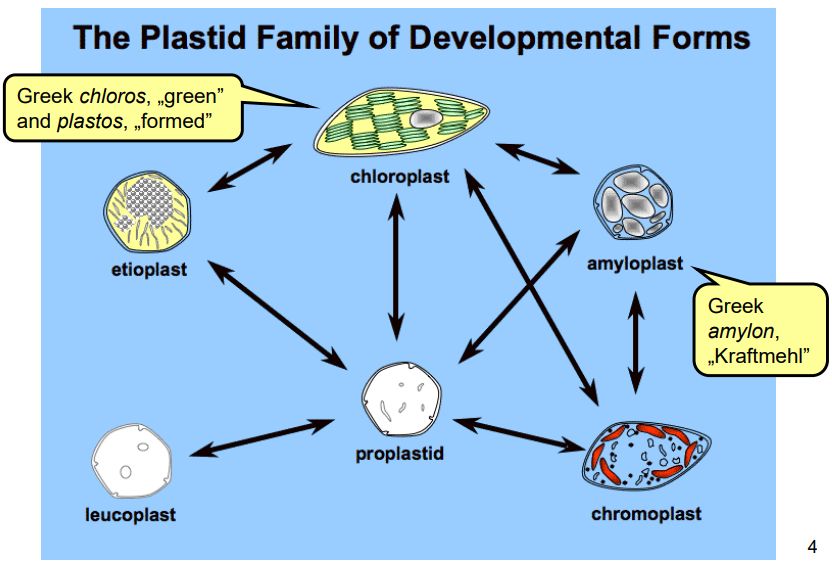 The Plastid Family of Developmental Forms
Greek chloros, „green”
and plastos, „formed”
chloroplast
etioplast
amyloplast
Greek
amylon,
„Kraftmehl”
proplastid
leucoplast
chromoplast
4